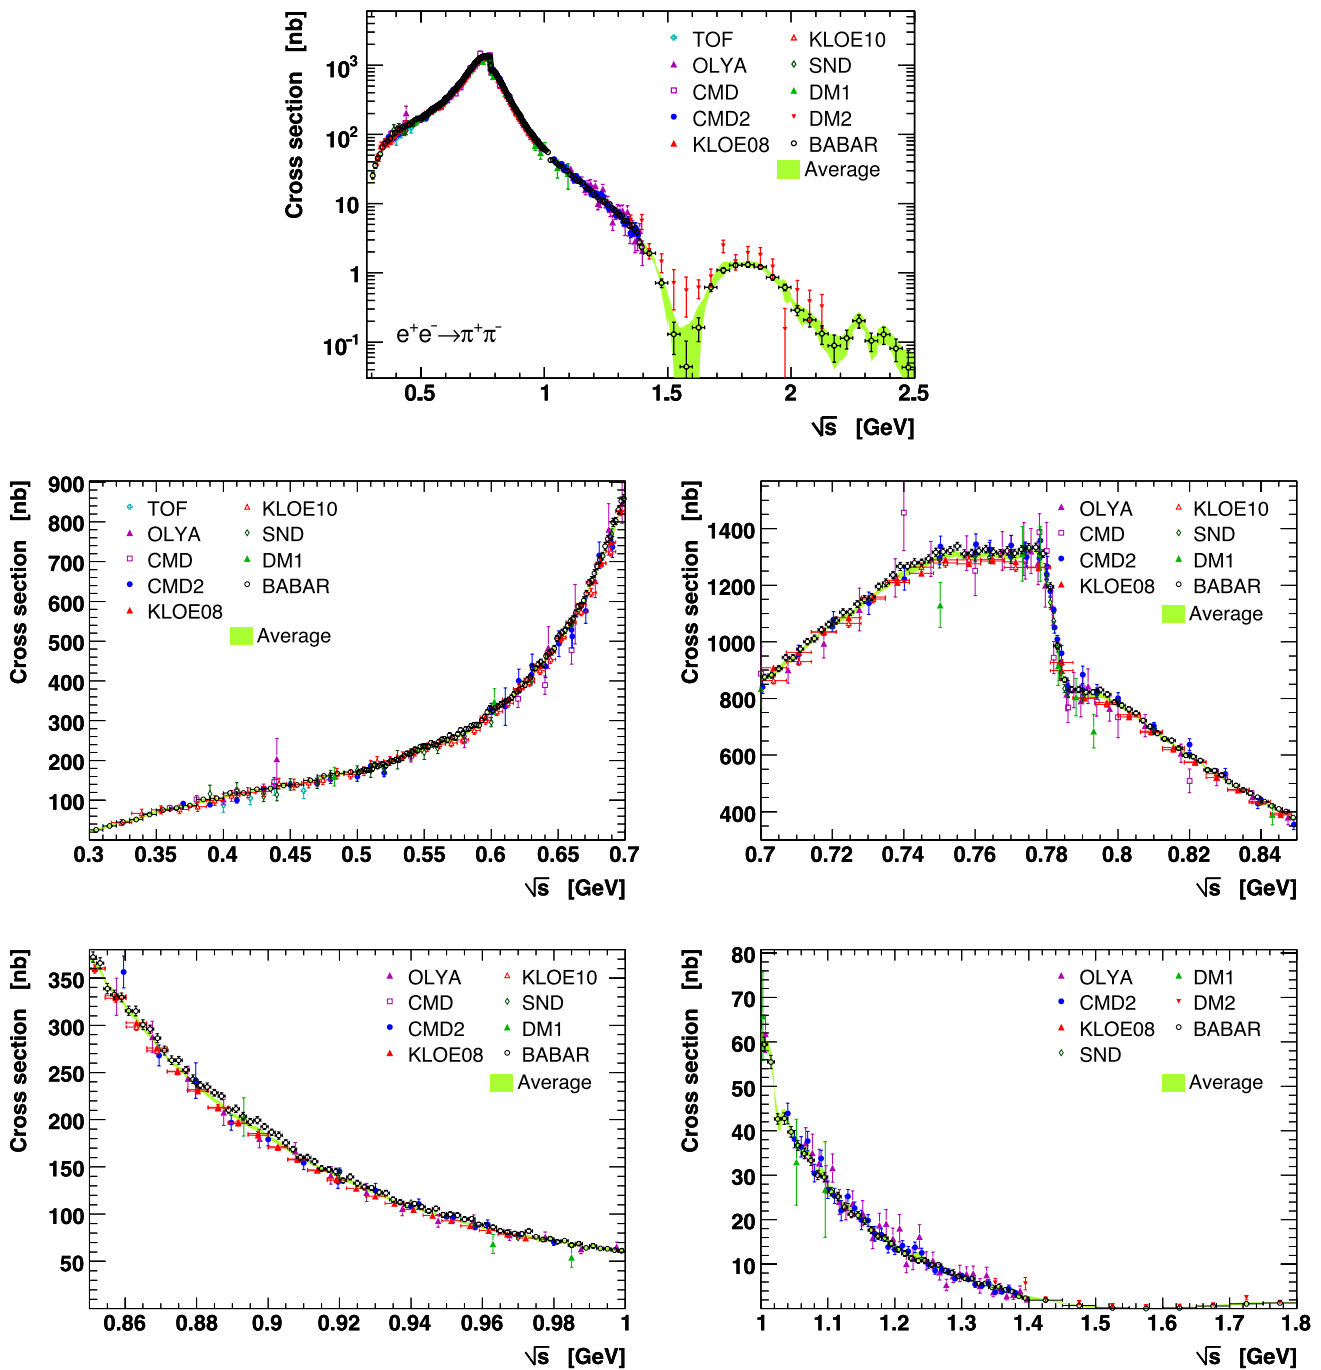 Cross section [nb]
10³
10²
10
1
10⁻¹
TOF
OLYA
CMD
CMD2
KLOE08
KLOE10
SND
DM1
DM2
BABAR
Average
e⁺e⁻→π⁺π⁻
0.5 1 1.5 2 2.5
√s [GeV]
Cross section [nb]
900
800
700
600
500
400
300
200
100
TOF
OLYA
CMD
CMD2
KLOE08
KLOE10
SND
DM1
BABAR
Average
0.3 0.35 0.4 0.45 0.5 0.55 0.6 0.65 0.7
√s [GeV]
Cross section [nb]
1400
1200
1000
800
600
400
OLYA
CMD
CMD2
KLOE08
KLOE10
SND
DM1
BABAR
Average
0.7 0.72 0.74 0.76 0.78 0.8 0.82 0.84
√s [GeV]
Cross section [nb]
350
300
250
200
150
100
50
OLYA
CMD
CMD2
KLOE08
KLOE10
SND
DM1
BABAR
Average
0.86 0.88 0.9 0.92 0.94 0.96 0.98 1
√s [GeV]
Cross section [nb]
80
70
60
50
40
30
20
10
OLYA
CMD2
KLOE08
SND
DM1
DM2
BABAR
Average
1 1.1 1.2 1.3 1.4 1.5 1.6 1.7 1.8
√s [GeV]